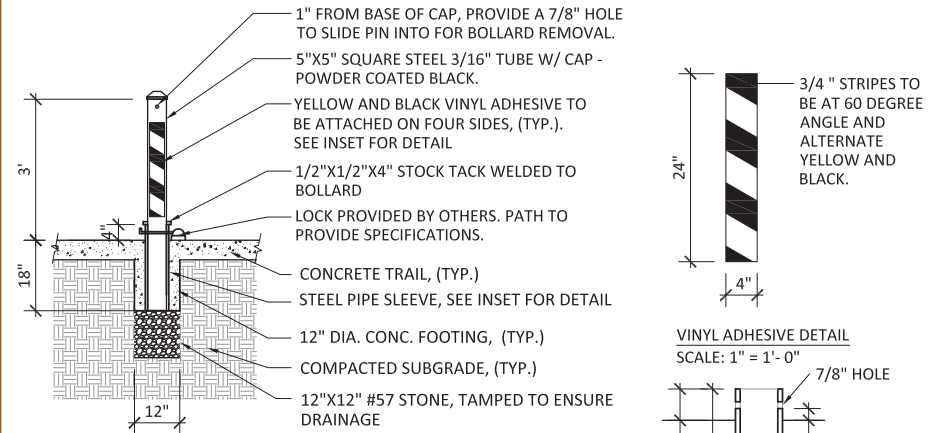 1" FROM BASE OF CAP, PROVIDE A 7/8" HOLE
TO SLIDE PIN INTO FOR BOLLARD REMOVAL.
5"X5" SQUARE STEEL 3/16" TUBE W/ CAP -
POWDER COATED BLACK.
YELLOW AND BLACK VINYL ADHESIVE TO
BE ATTACHED ON FOUR SIDES, (TYP.).
SEE INSET FOR DETAIL
1/2"X1/2"X4" STOCK TACK WELDED TO
BOLLARD
LOCK PROVIDED BY OTHERS. PATH TO
PROVIDE SPECIFICATIONS.
CONCRETE TRAIL, (TYP.)
STEEL PIPE SLEEVE, SEE INSET FOR DETAIL
12" DIA. CONC. FOOTING, (TYP.)
COMPACTED SUBGRADE, (TYP.)
12"X12" #57 STONE, TAMPED TO ENSURE
DRAINAGE
3'
4"
18"
12"
3/4 " STRIPES TO
BE AT 60 DEGREE
ANGLE AND
ALTERNATE
YELLOW AND
BLACK.
24"
4"
VINYL ADHESIVE DETAIL
SCALE: 1" = 1'- 0"
7/8" HOLE